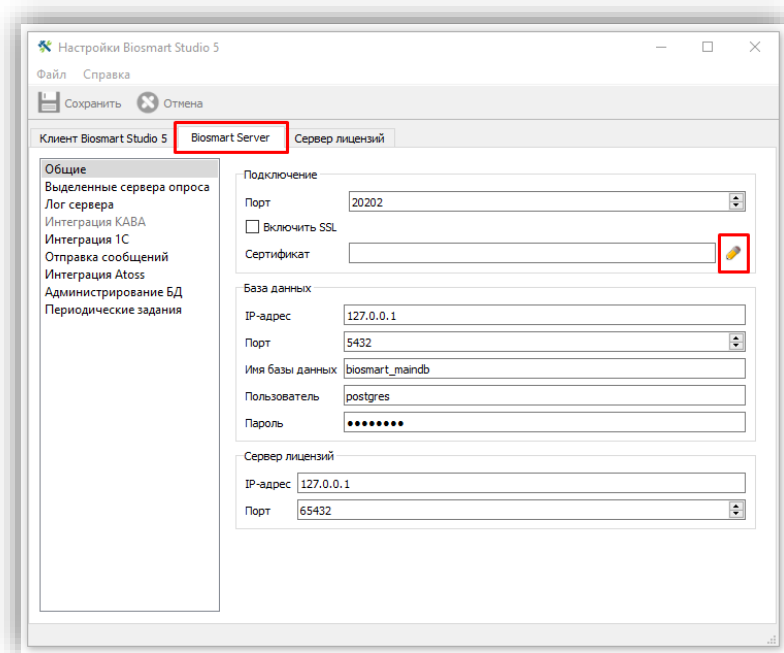 Настройки Biosmart Studio 5
Файл Справка
Сохранить Отмена
Клиент Biosmart Studio 5 Biosmart Server Сервер лицензий
Общие
Выделенные сервера опроса
Лог сервера
Интеграция KABA
Интеграция 1С
Отправка сообщений
Интеграция Atoss
Администрирование БД
Периодические задания
Подключение
Порт 20202
Включить SSL
Сертификат
База данных
IP-адрес 127.0.0.1
Порт 5432
Имя базы данных biosmart_maindb
Пользователь postgres
Пароль ●●●●●●●●
Сервер лицензий
IP-адрес 127.0.0.1
Порт 65432